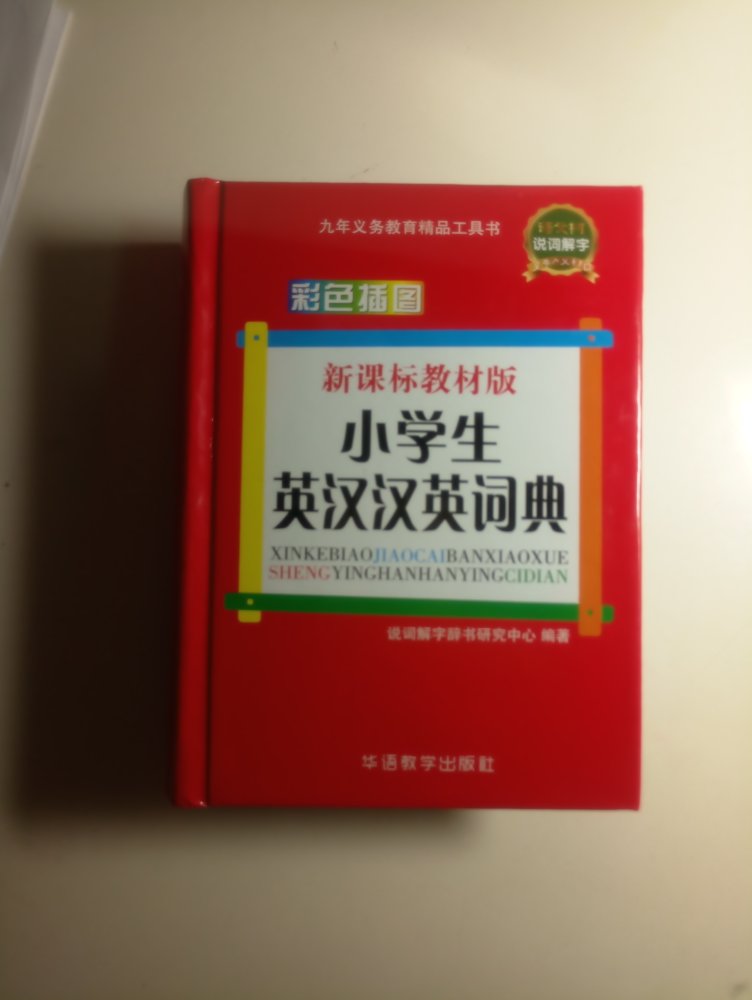 九年义务教育精品工具书
说词解字
彩色插图
新课标教材版
小学生
英汉汉英词典
XINKEBIAOJIAOCAIBANXIAOXUE
SHENGYINGHANHANYINGCIDIAN
说词解字辞书研究中心 编著
华语教学出版社